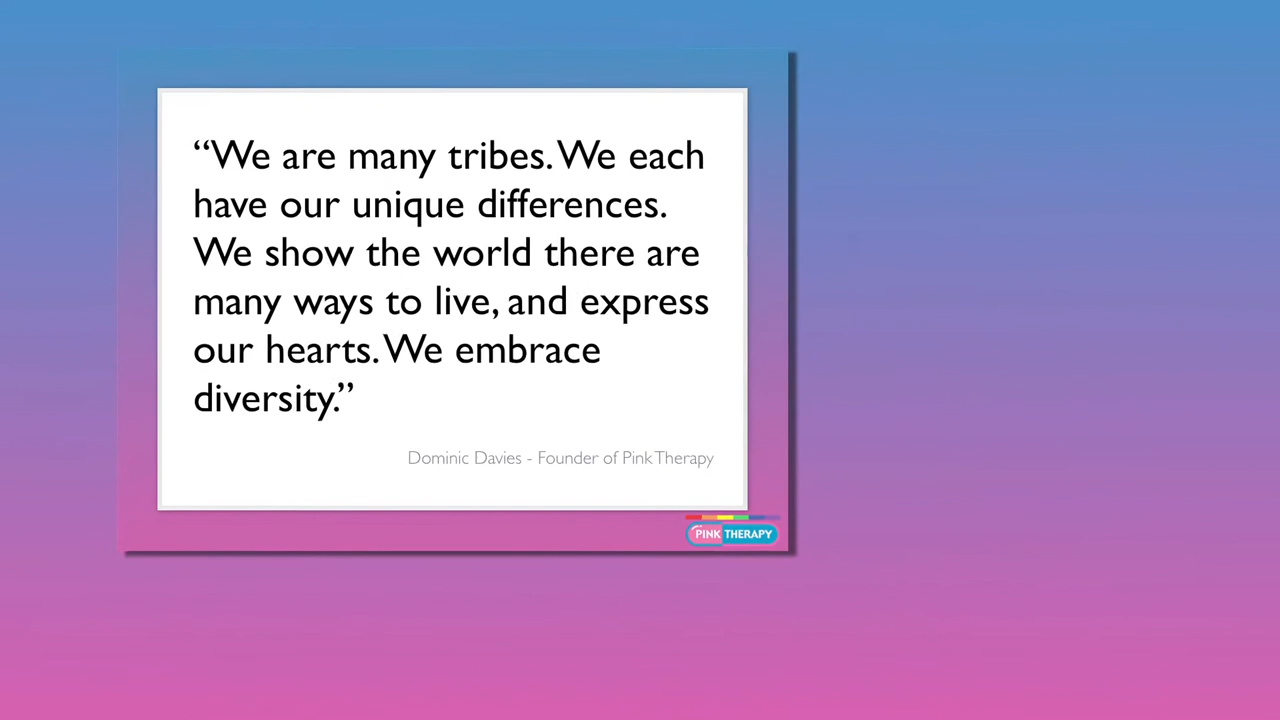 “We are many tribes. We each
have our unique differences.
We show the world there are
many ways to live, and express
our hearts. We embrace
diversity.”
Dominic Davies - Founder of Pink Therapy
PINK THERAPY